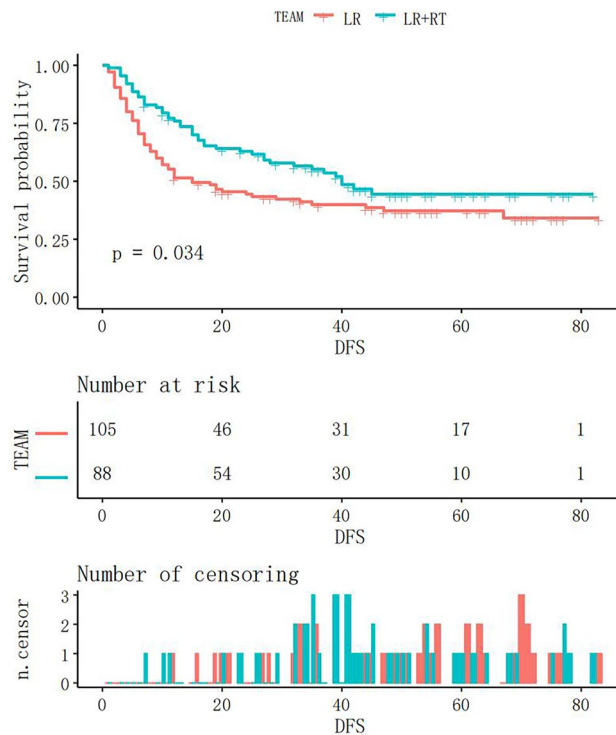 TEAM LR LR+RT
Survival probability
1.00
0.75
0.50
0.25
0.00
p = 0.034
0 20 40 60 80
DFS
Number at risk
TEAM
105 46 31 17 1
88 54 30 10 1
0 20 40 60 80
DFS
Number of censoring
n.censor
3
2
1
0
0 20 40 60 80
DFS